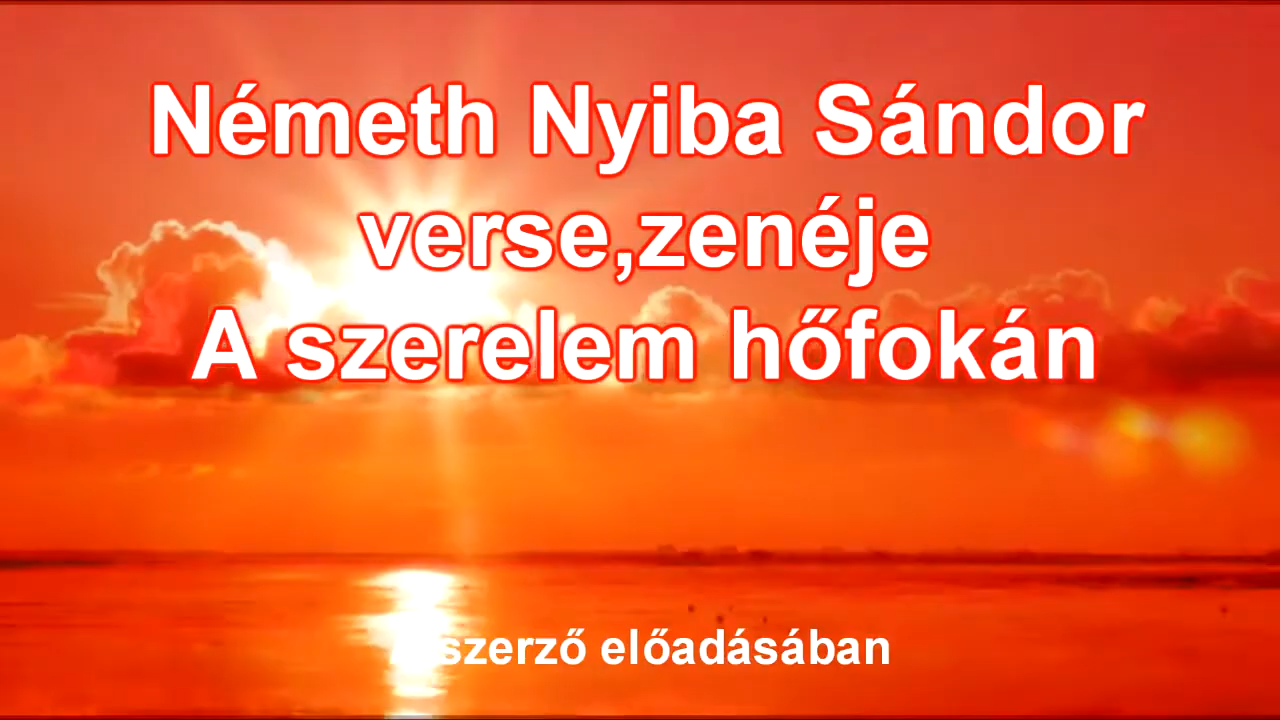 Németh Nyiba Sándor
verse,zenéje
A szerelem hőfokán
A szerző előadásában